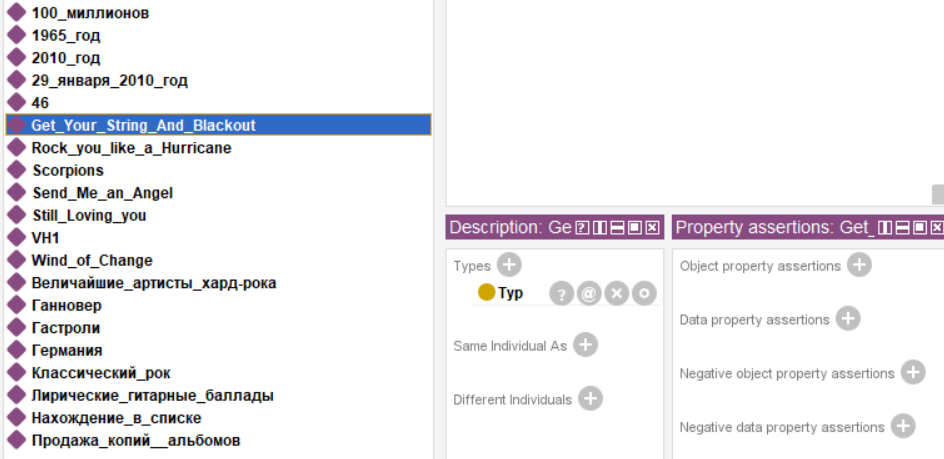 100_миллионов
1965_год
2010_год
29_января_2010_год
46
Get_Your_String_And_Blackout
Rock_you_like_a_Hurricane
Scorpions
Send_Me_an_Angel
Still_Loving_you
VH1
Wind_of_Change
Величайшие_артисты_хард-рока
Ганновер
Гастроли
Германия
Классический_рок
Лирические_гитарные_баллады
Нахождение_в_списке
Продажа_копий__альбомов
Description: Ge
Types
Тур
Same Individual As
Different Individuals
Property assertions: Get_
Object property assertions
Data property assertions
Negative object property assertions
Negative data property assertions